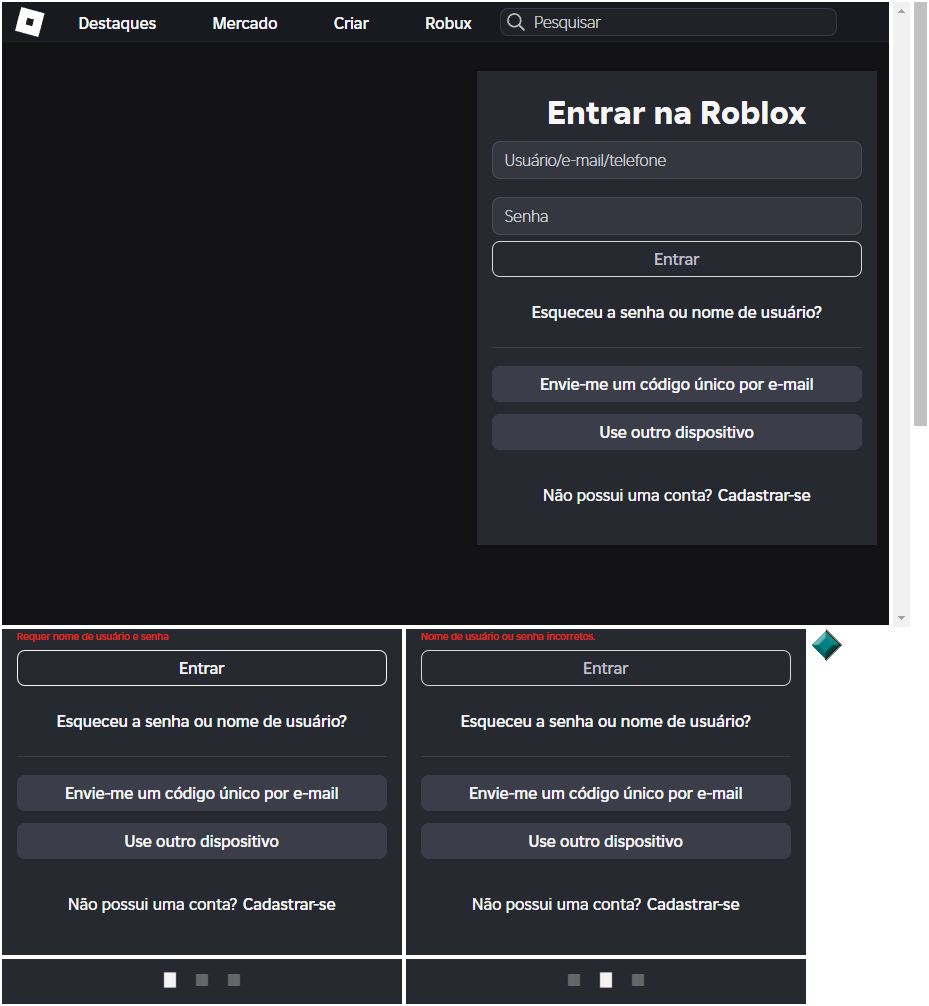 Destaques Mercado Criar Robux Pesquisar
Entrar na Roblox
Usuário/e-mail/telefone
Senha
Entrar
Esqueceu a senha ou nome de usuário?
Envie-me um código único por e-mail
Use outro dispositivo
Não possui uma conta? Cadastrar-se
Requer nome de usuário e senha
Entrar
Esqueceu a senha ou nome de usuário?
Envie-me um código único por e-mail
Use outro dispositivo
Não possui uma conta? Cadastrar-se
Nome de usuário ou senha incorretos.
Entrar
Esqueceu a senha ou nome de usuário?
Envie-me um código único por e-mail
Use outro dispositivo
Não possui uma conta? Cadastrar-se